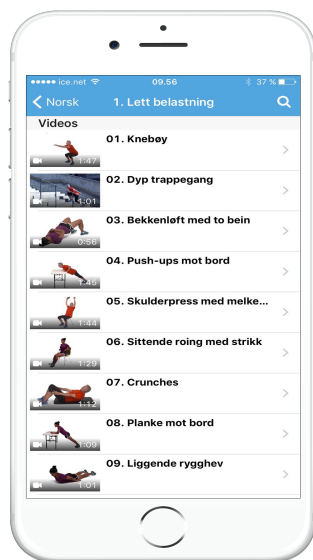 ice.net 09.56 37 %
Norsk 1. Lett belastning
Videos
01. Knebøy
1:47
02. Dyp trappegang
1:01
03. Bekkenløft med to bein
0:56
04. Push-ups mot bord
1:45
05. Skulderpress med melke...
1:44
06. Sittende roing med strikk
1:29
07. Crunches
1:12
08. Planke mot bord
1:09
09. Liggende rygghev
1:01